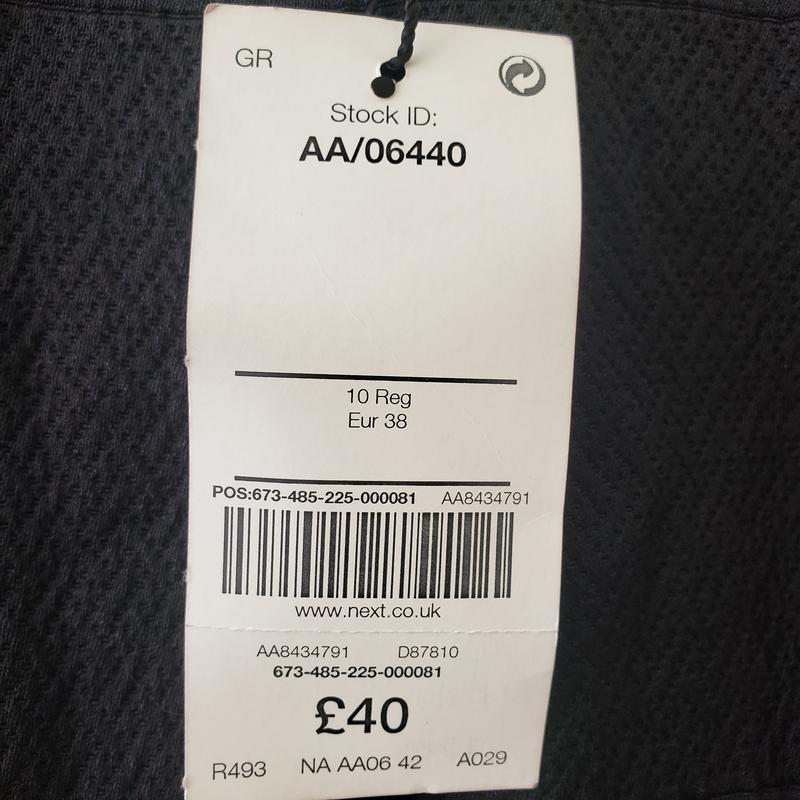 GR
Stock ID:
AA/06440
10 Reg
Eur 38
POS:673-485-225-000081 AA8434791
www.next.co.uk
AA8434791 D87810
673-485-225-000081
£40
R493 NA AA06 42 A029